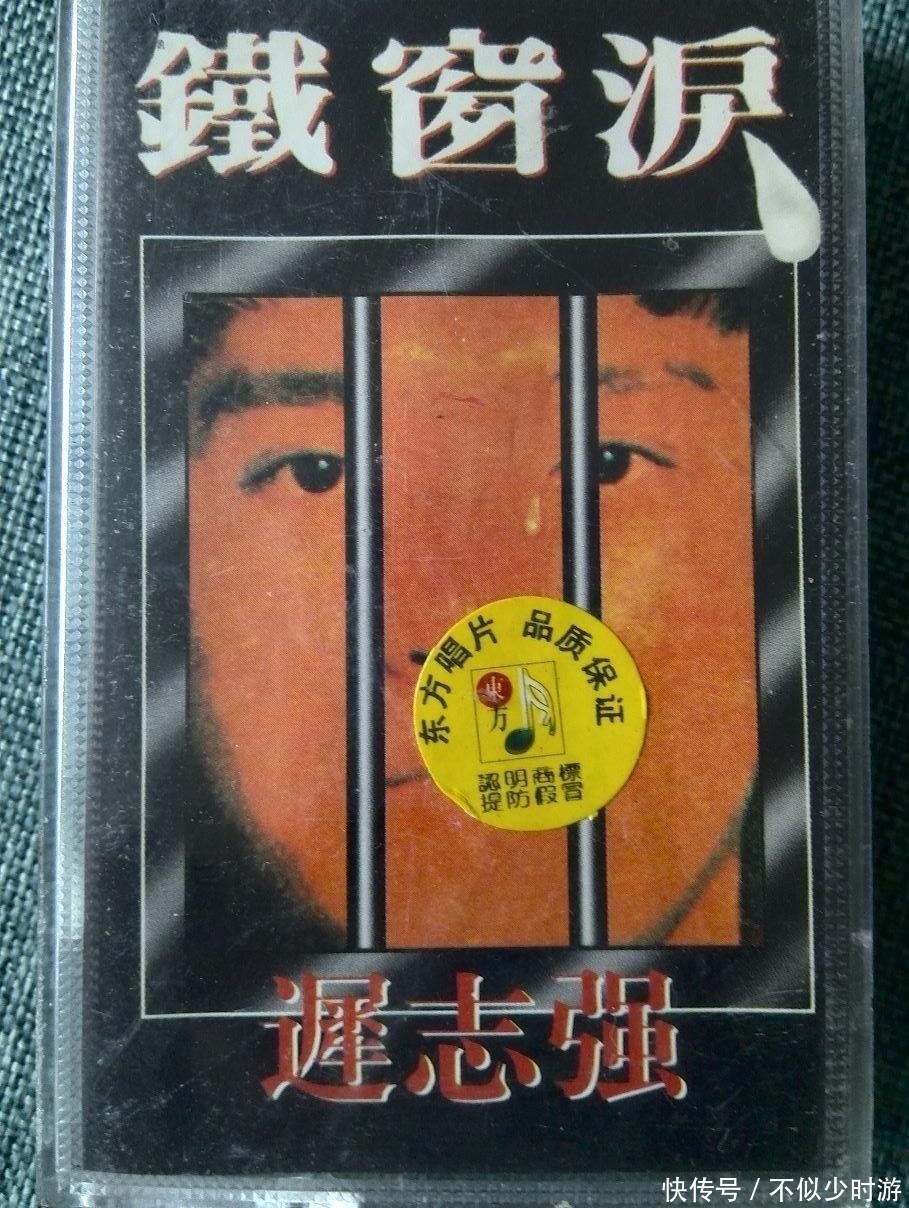 鐵窗淚
东方唱片 品质保证
東
方
認明商標
提防假冒
遲志强
快传号 / 不似少时游